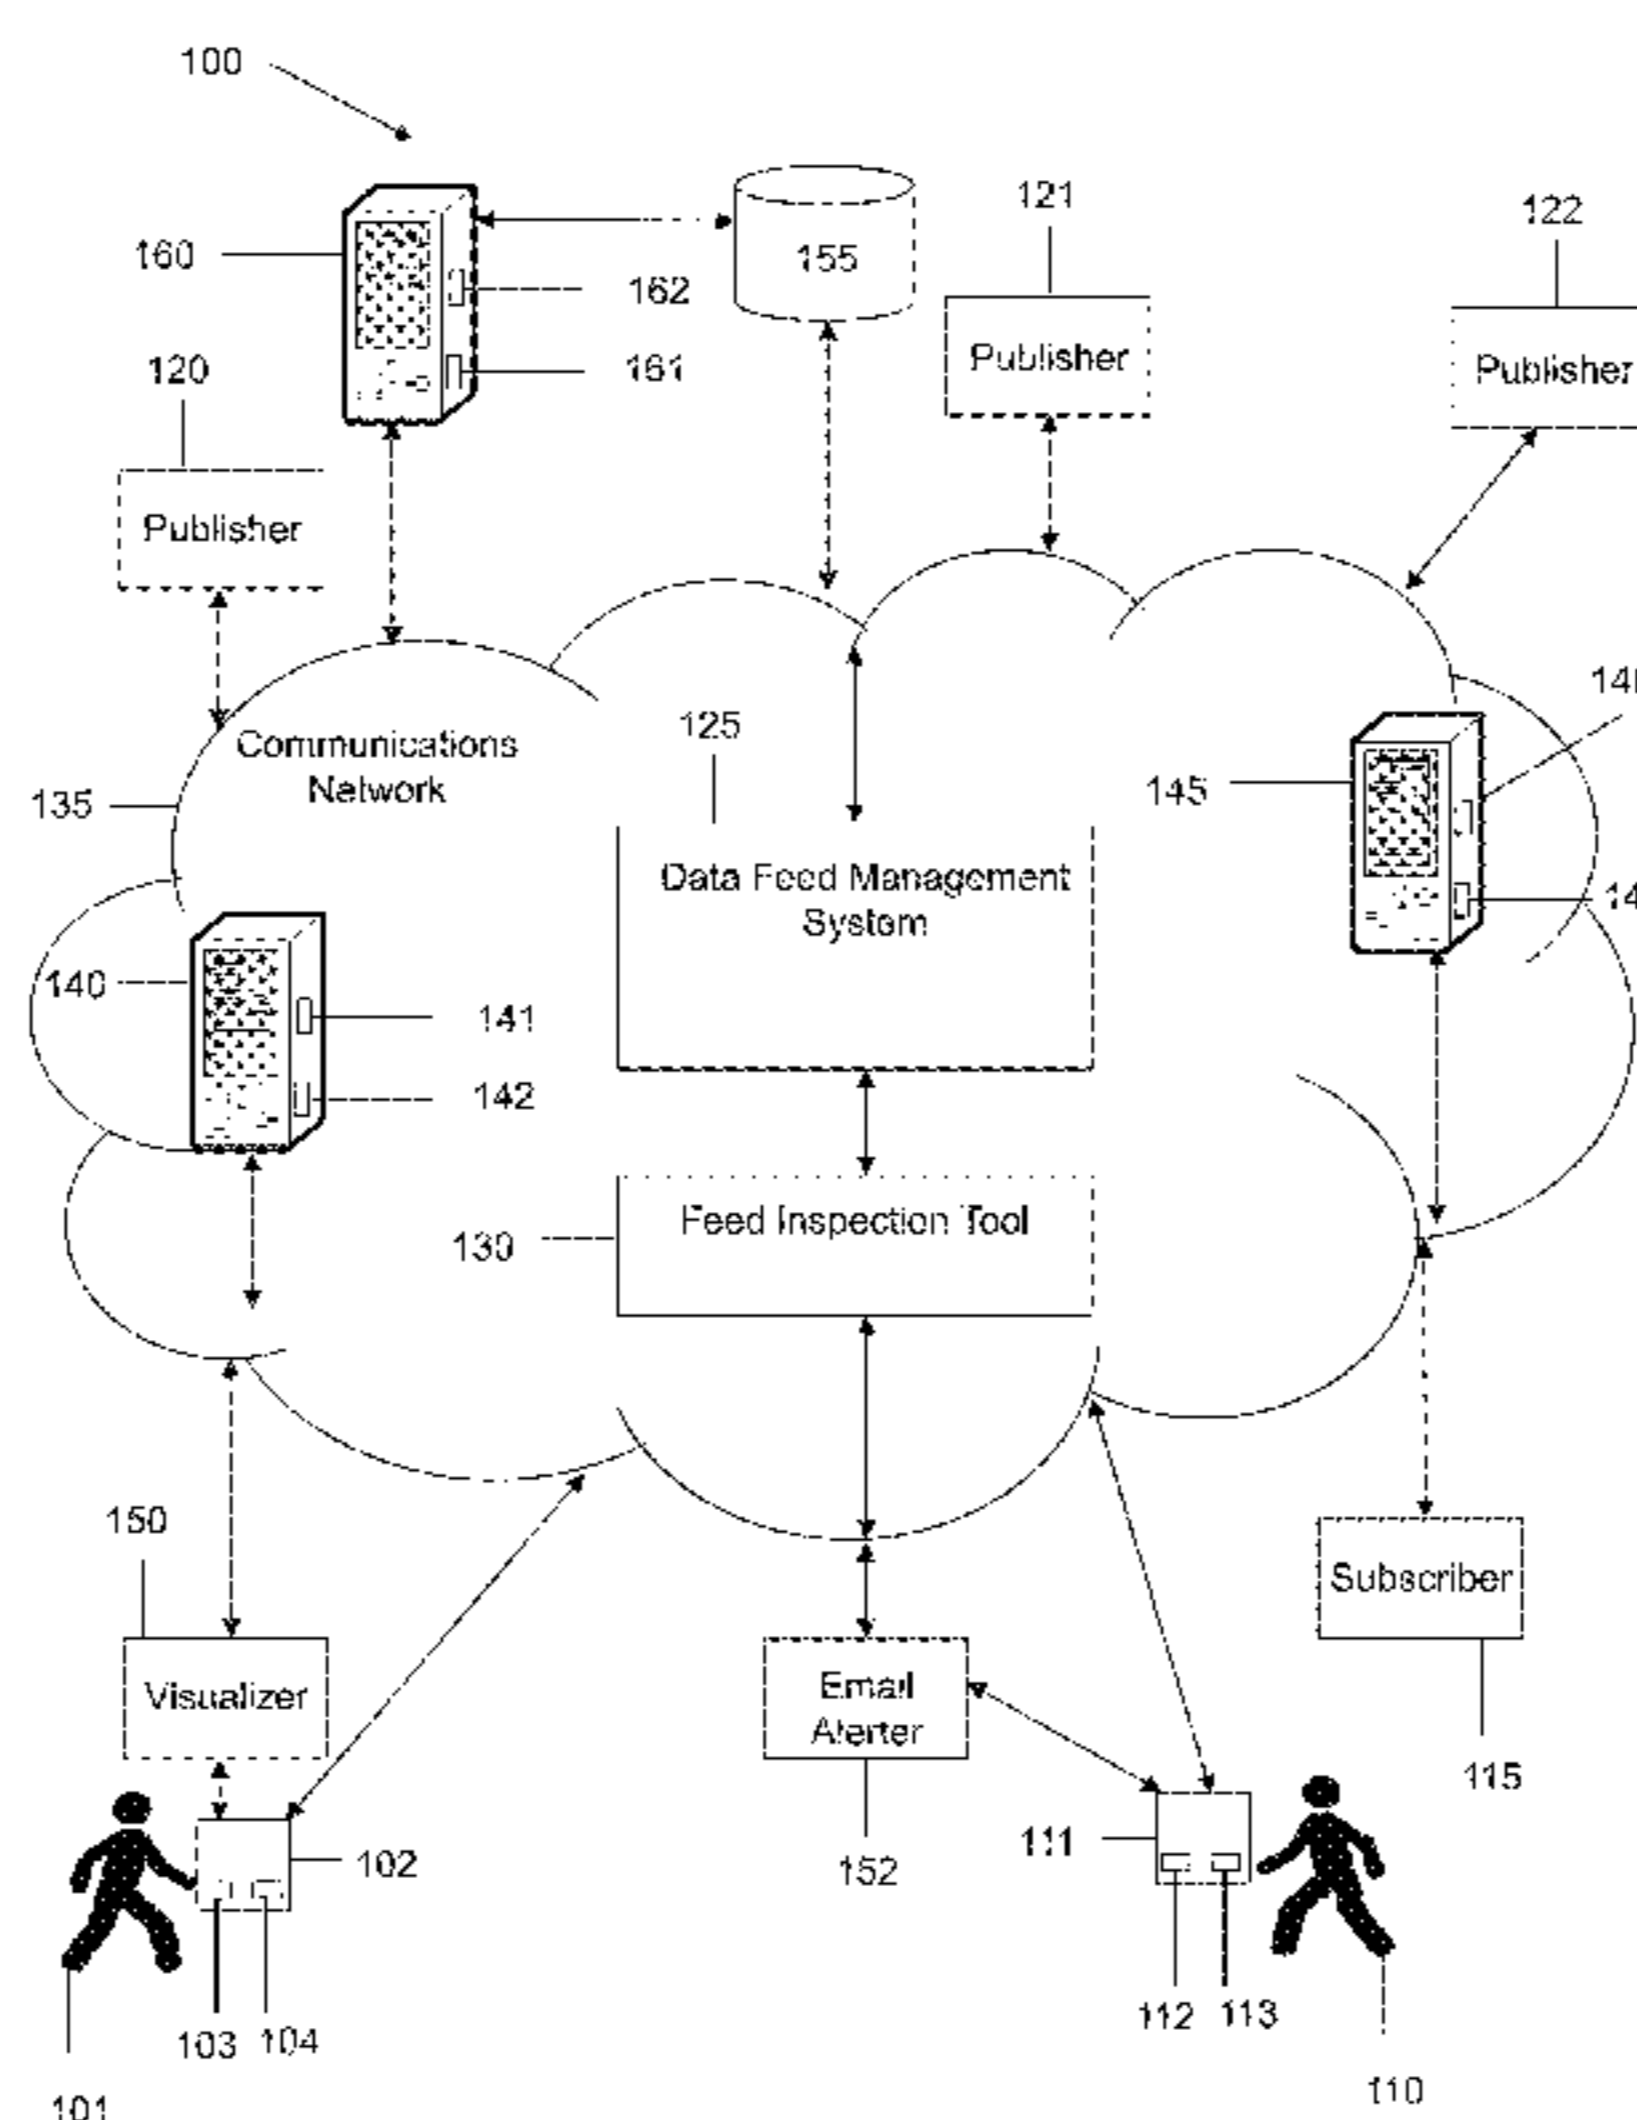 100
121
122
160
155
162
Publisher
Publisher
161
120
Publisher
125
Communications
Network
145
135
Data Feed Management
System
140
141
142
Feed Inspection Tool
130
150
Subscriber
Visualizer
Email
Alerter
115
111
102
152
112 113
103 104
110
101